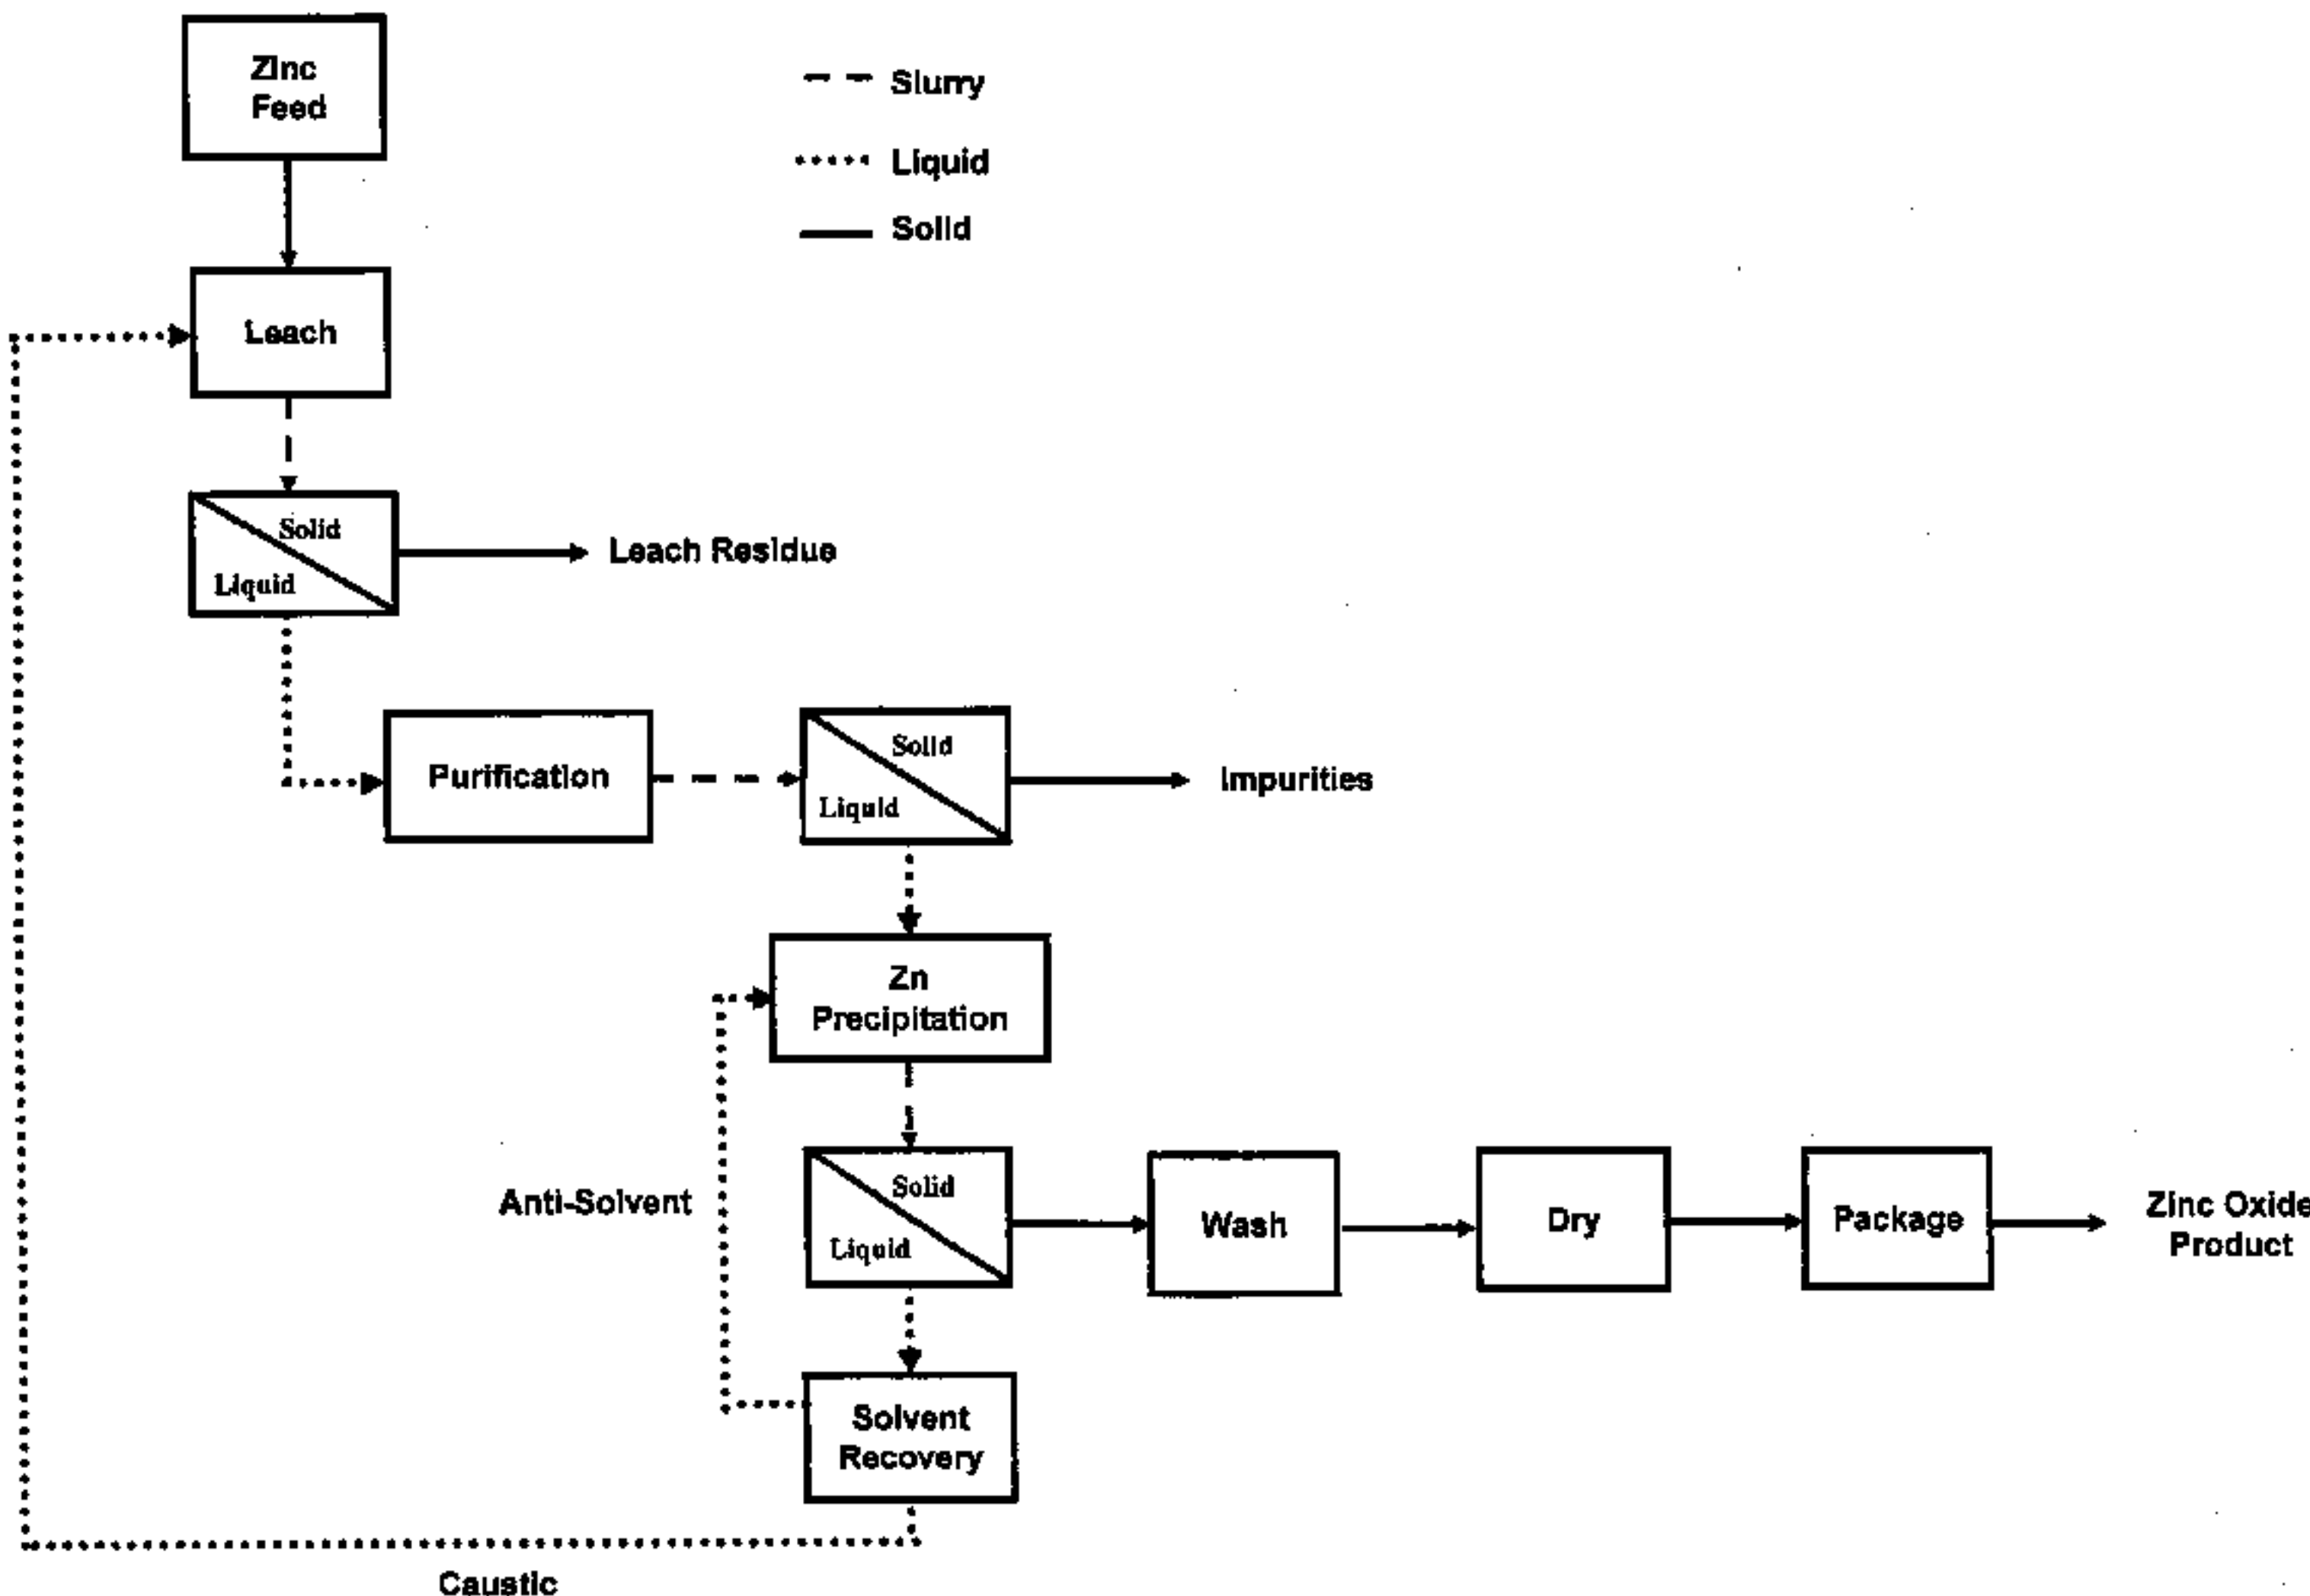 Zinc
Feed
Slurry
Liquid
Solid
Leach
Solid
Liquid
Leach Residue
Purification
Solid
Liquid
Impurities
Zn
Precipitation
Anti-Solvent
Solid
Liquid
Wash
Dry
Package
Zinc Oxide
Product
Solvent
Recovery
Caustic